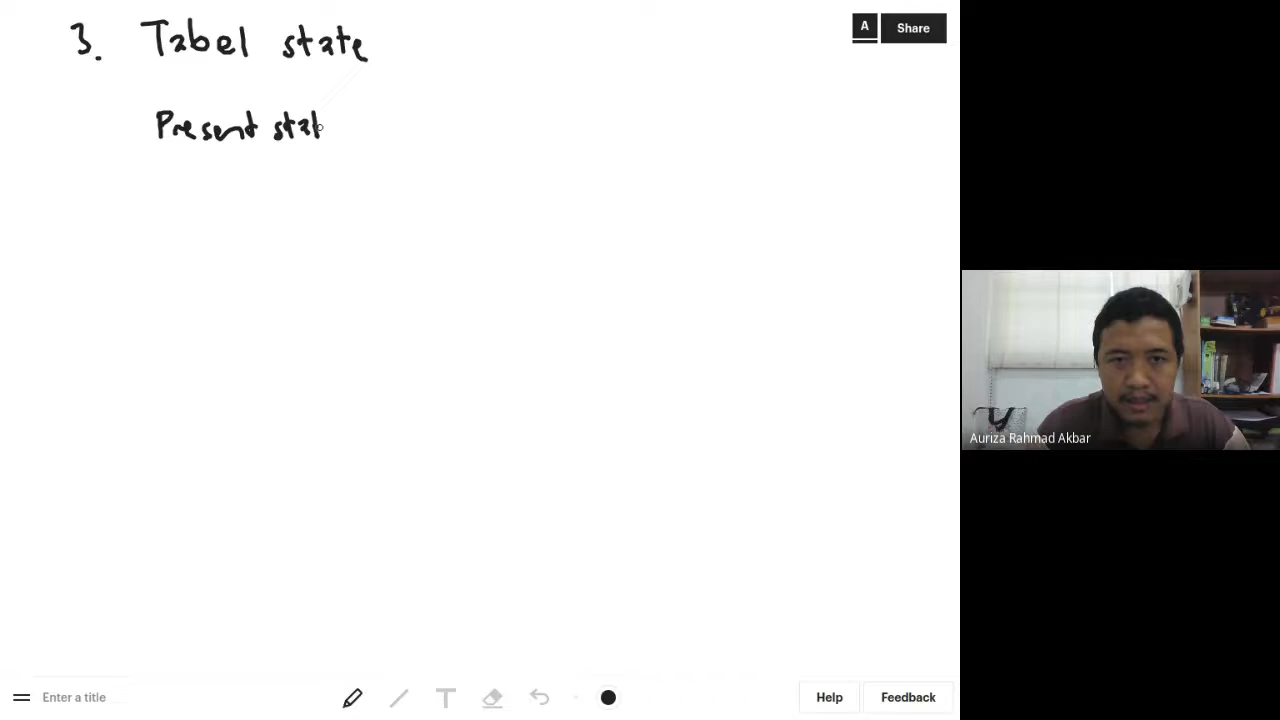 3. Tabel state
A Share
Present stat
Auriza Rahmad Akbar
Enter a title
T
Help Feedback